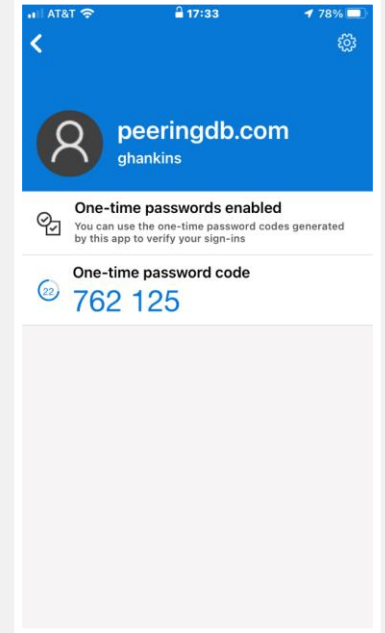 AT&T 17:33 78%
peeringdb.com
ghankins
One-time passwords enabled
You can use the one-time password codes generated
by this app to verify your sign-ins
One-time password code
22
762 125